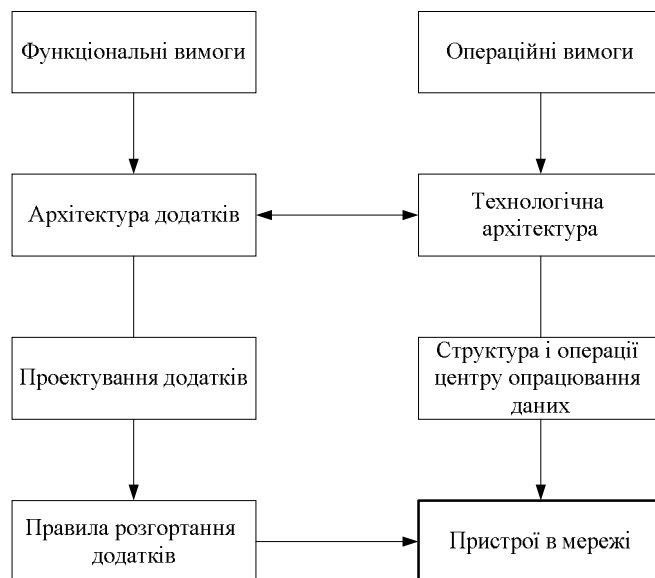 Функціональні вимоги
Операційні вимоги
Архітектура додатків
Технологічна
архітектура
Проектування додатків
Структура і операції
центру опрацювання
даних
Правила розгортання
додатків
Пристрої в мережі